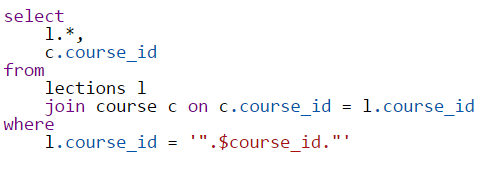 select
    l.*,
    c.course_id
from
    lections l
    join course c on c.course_id = l.course_id
where
    l.course_id = '".$course_id."'